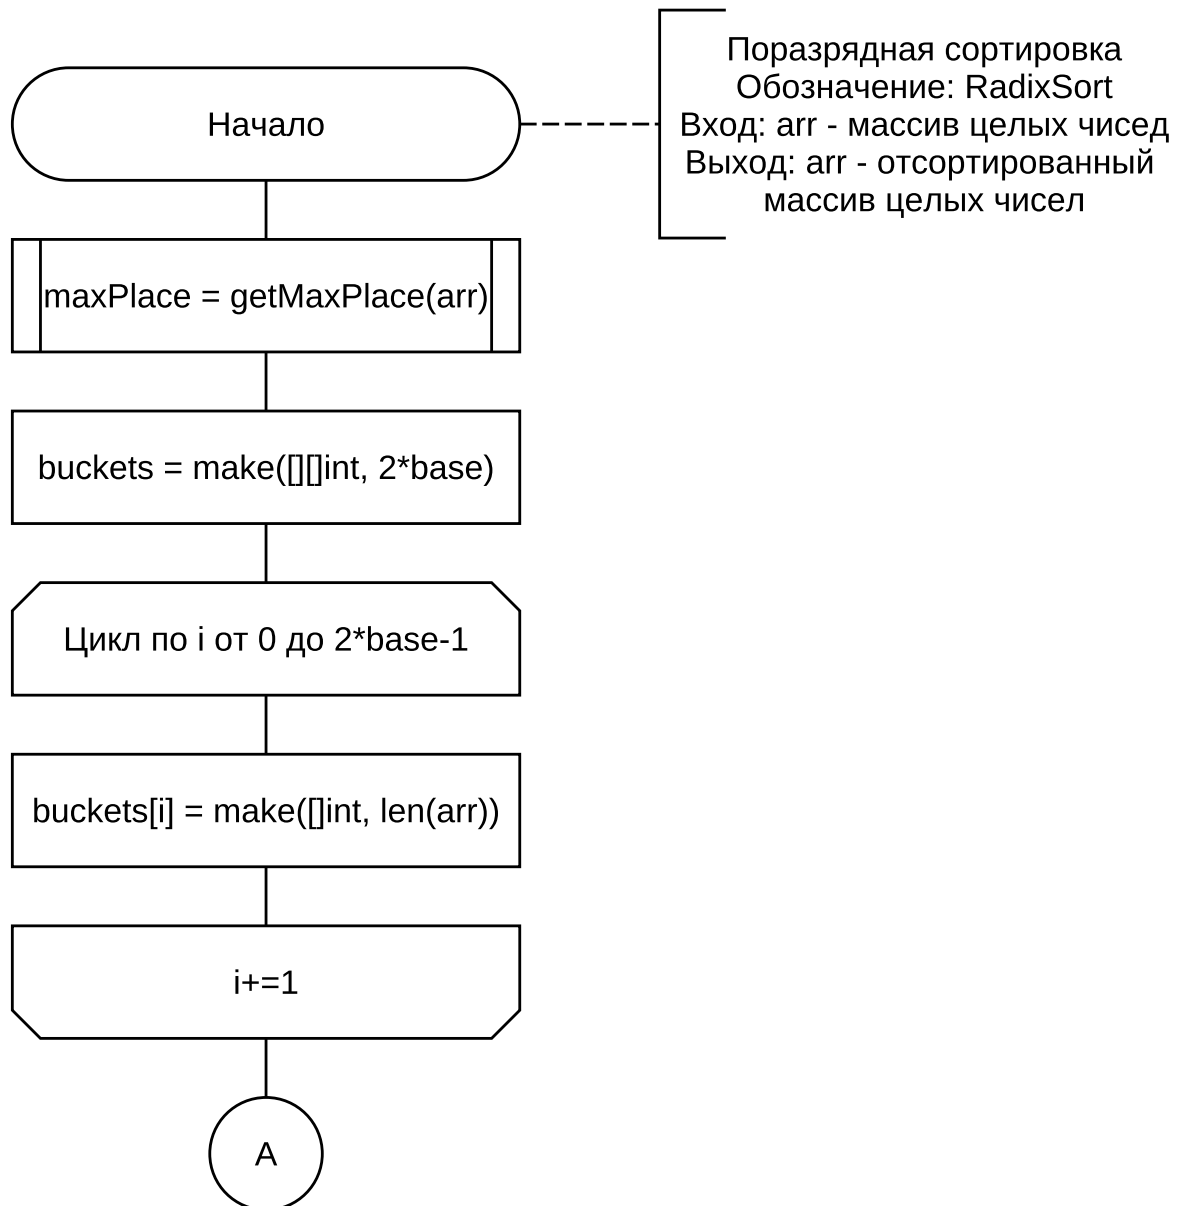 Поразрядная сортировка
Обозначение: RadixSort
Вход: arr - массив целых чисед
Выход: arr - отсортированный
массив целых чисел
Начало
maxPlace = getMaxPlace(arr)
buckets = make([][]int, 2*base)
Цикл по i от 0 до 2*base-1
buckets[i] = make([]int, len(arr))
i+=1
A